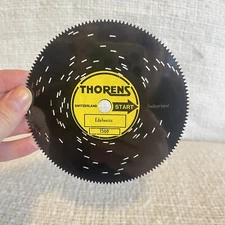 THORENS
SWITZERLAND
START
Switzerland
Edelweiss
1569